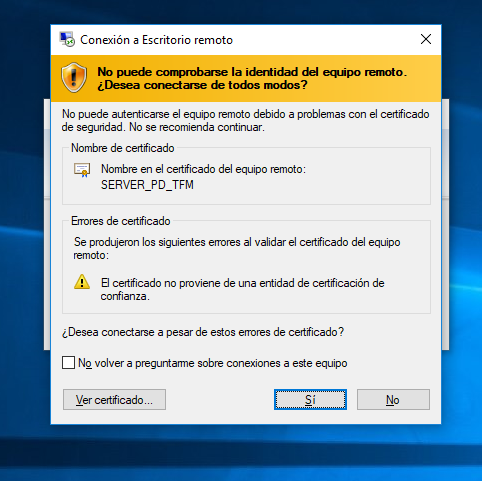 Conexión a Escritorio remoto
No puede comprobarse la identidad del equipo remoto.
¿Desea conectarse de todos modos?
No puede autenticarse el equipo remoto debido a problemas con el certificado
de seguridad. No se recomienda continuar.
Nombre de certificado
Nombre en el certificado del equipo remoto:
SERVER_PD_TFM
Errores de certificado
Se produjeron los siguientes errores al validar el certificado del equipo
remoto:
El certificado no proviene de una entidad de certificación de
confianza.
¿Desea conectarse a pesar de estos errores de certificado?
No volver a preguntarme sobre conexiones a este equipo
Ver certificado...
Sí
No